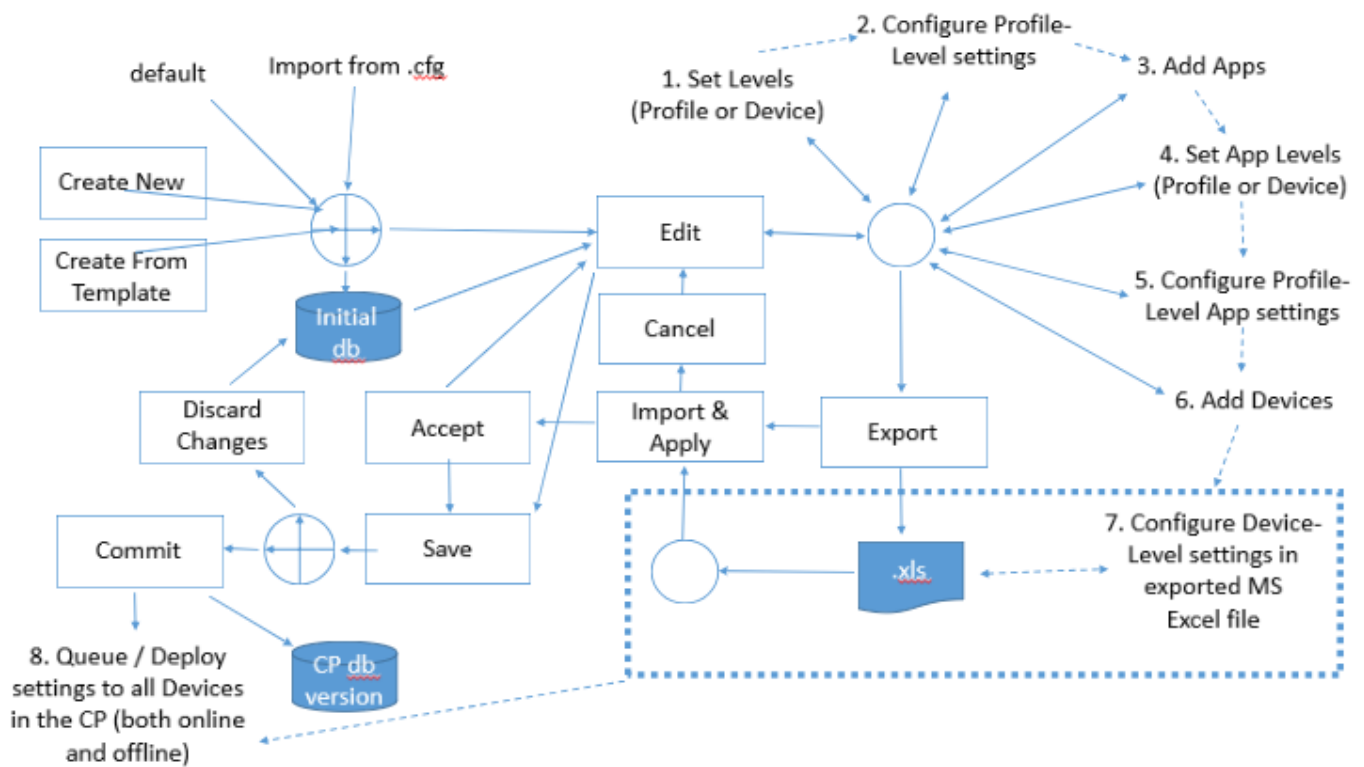 default
Import from .cfg
Create New
Create From
Template
Initial
db
Discard
Changes
Accept
Commit
Save
8. Queue / Deploy
settings to all Devices
in the CP (both online
and offline)
CP db
version
Edit
Cancel
Import &
Apply
Export
.xls
1. Set Levels
(Profile or Device)
2. Configure Profile-
Level settings
3. Add Apps
4. Set App Levels
(Profile or Device)
5. Configure Profile-
Level App settings
6. Add Devices
7. Configure Device-
Level settings in
exported MS
Excel file